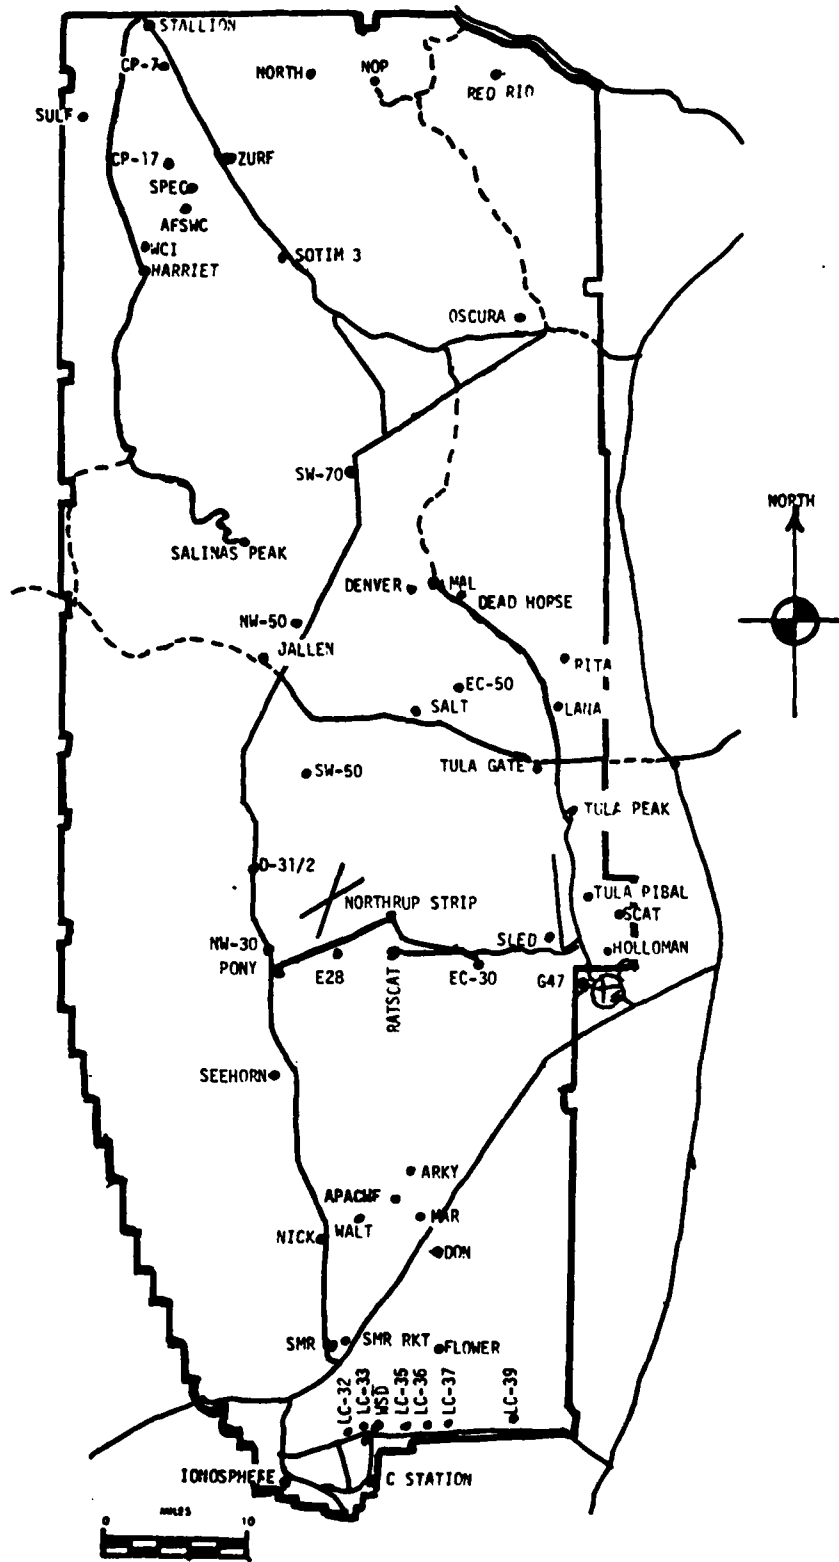 STALLION
CP-7
NORTH
NOP
RED RIO
SULF
CP-17
ZURF
SPEC
AFSWC
WCI
HARRIET
SOTIM 3
OSCURA
SW-70
NORTH
SALINAS PEAK
DENVER
MAL
DEAD HORSE
NW-50
JALLEN
RITA
EC-50
SALT
LANA
TULA GATE
SW-50
TULA PEAK
D-31/2
TULA PIBAL
NORTHRUP STRIP
SCAT
SLED
HOLLOMAN
NW-30
PONY
E28
RATSCAT
EC-30
G47
SEEHORN
ARKY
WALT
MAR
NICK
DON
SMR
SMR RKT
FLOWER
LC-32
LC-33
WSD
LC-35
LC-36
LC-37
LC-39
IONOSPHERE
C STATION
MILES
0 10